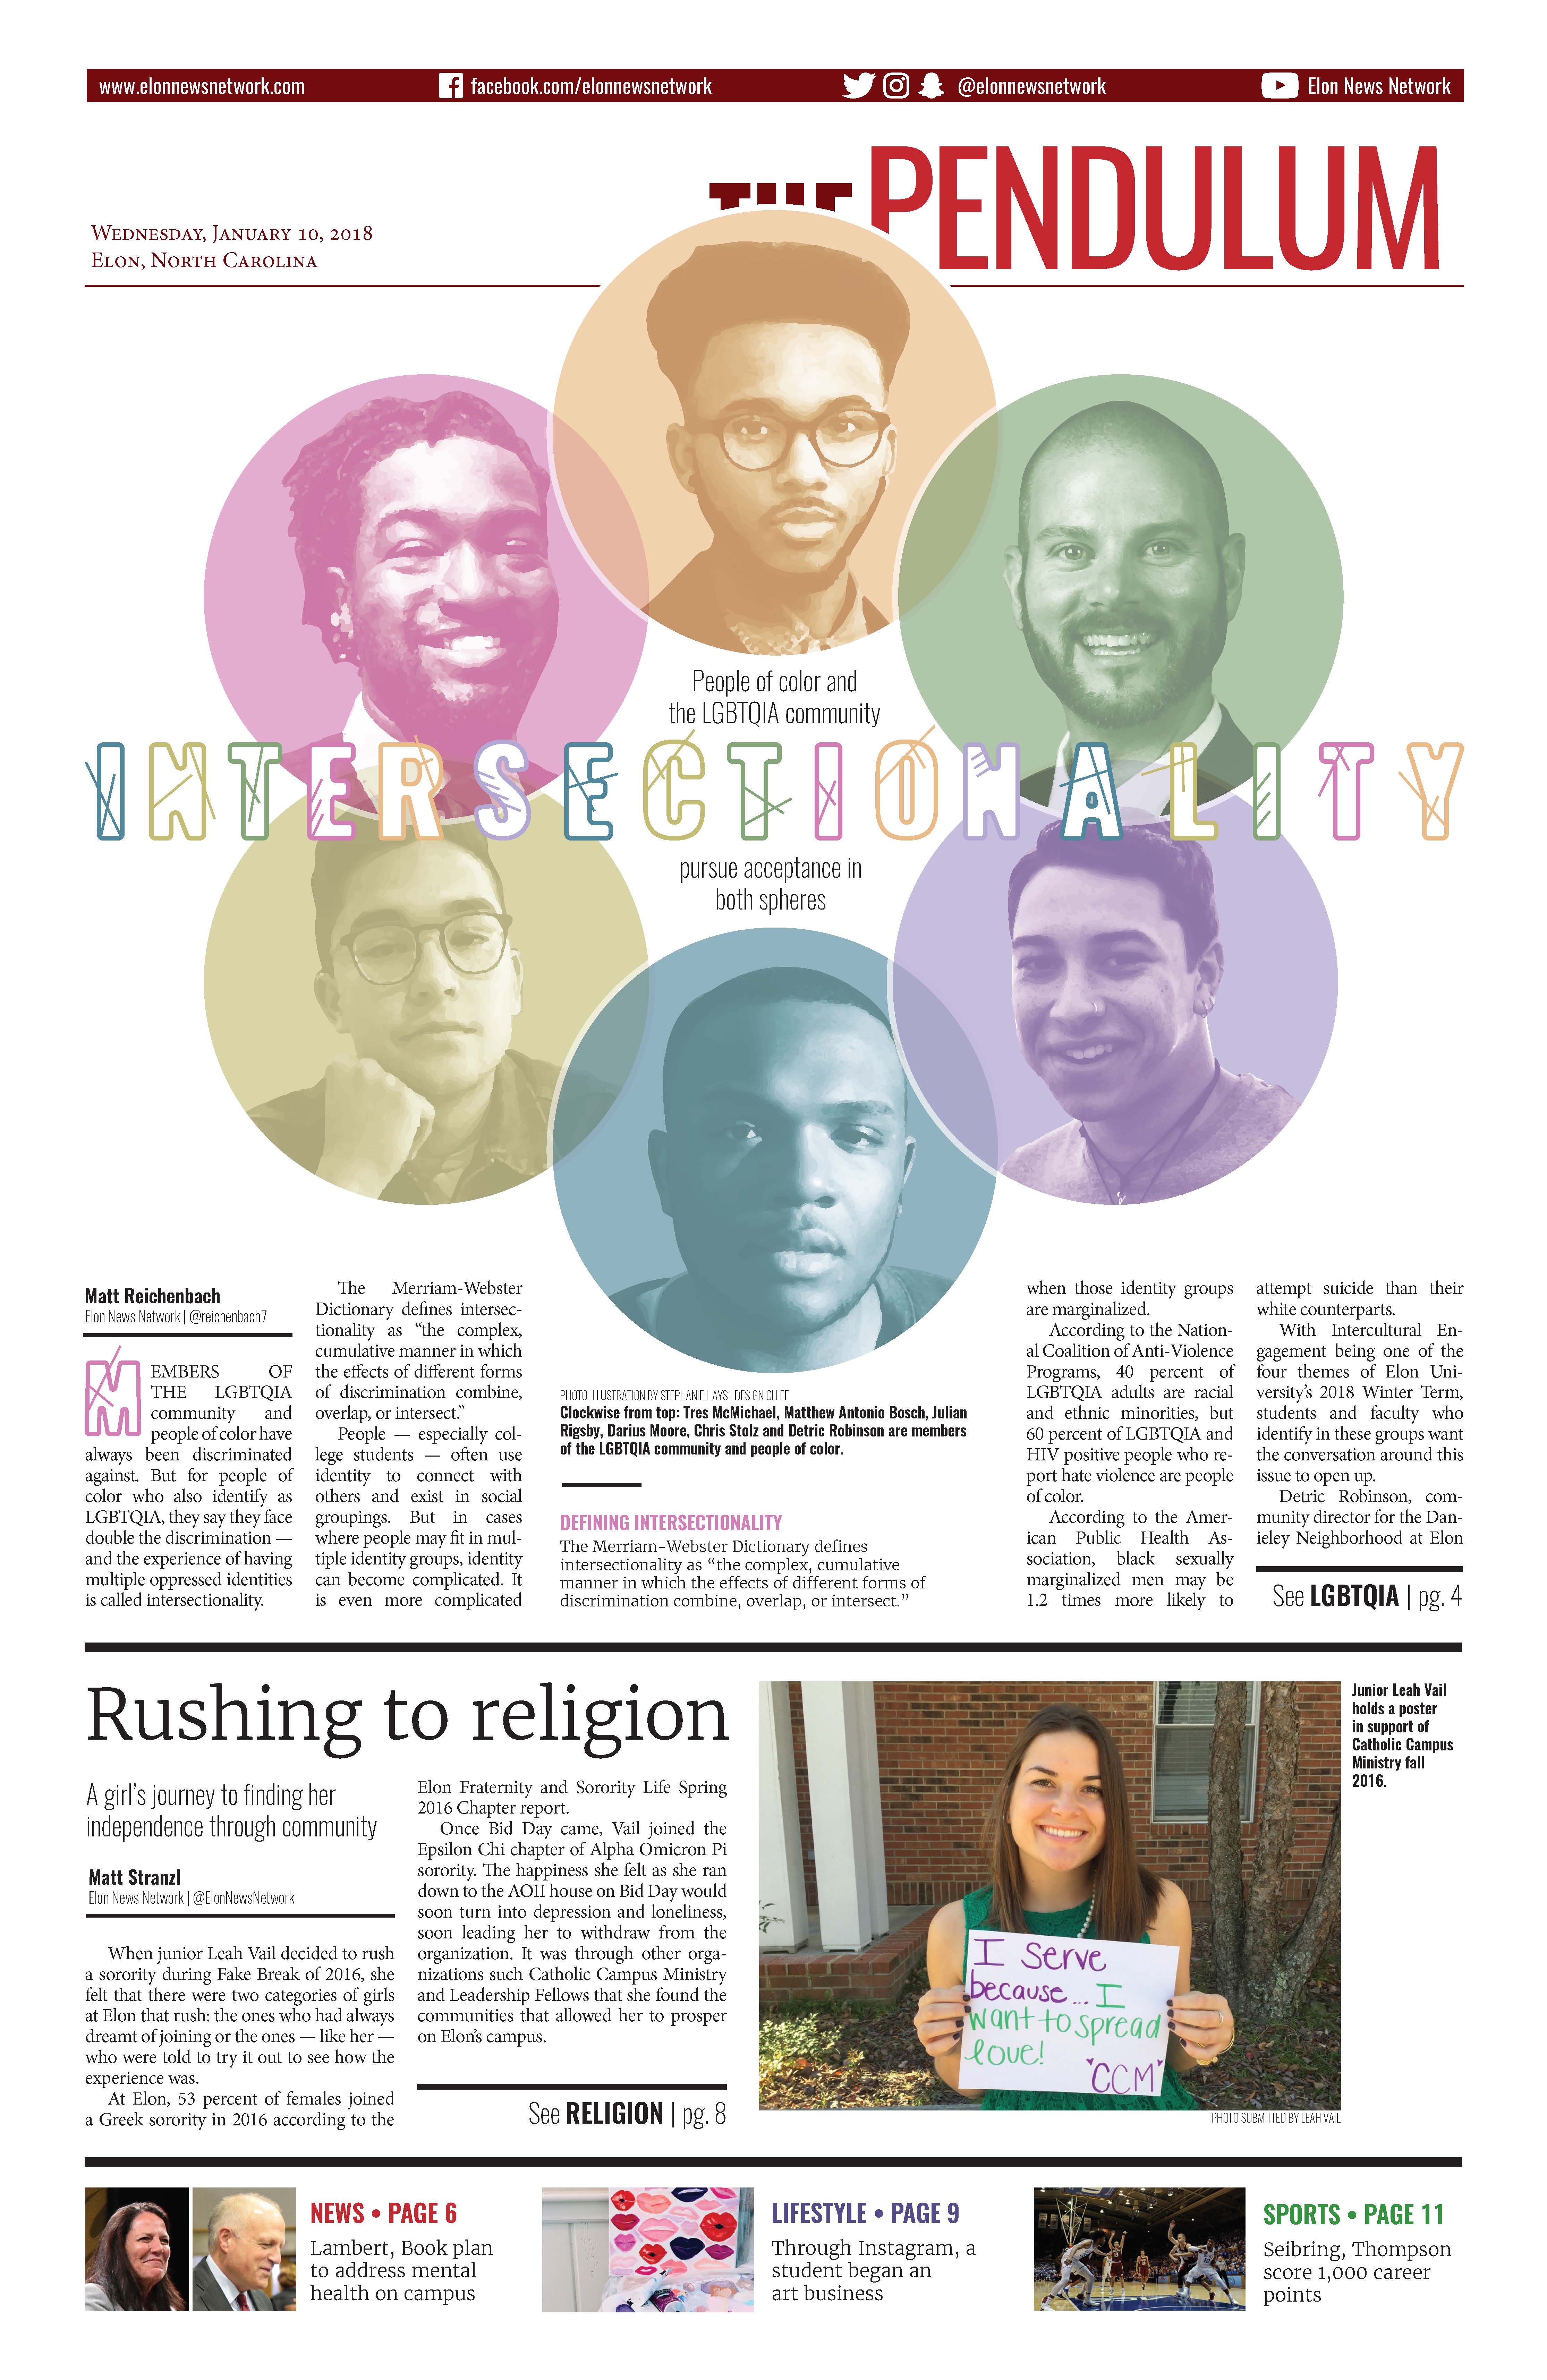 www.elonnewsnetwork.com
facebook.com/elonnewsnetwork
@elonnewsnetwork
Elon News Network
THE PENDULUM
Wednesday, January 10, 2018
Elon, North Carolina
People of color and
the LGBTQIA community
INTERSECTIONALITY
pursue acceptance in
both spheres
Matt Reichenbach
Elon News Network | @reichenbach7
MEMBERS OF
THE LGBTQIA
community and
people of color have
always been discriminated
against. But for people of
color who also identify as
LGBTQIA, they say they face
double the discrimination —
and the experience of having
multiple oppressed identities
is called intersectionality.
The Merriam-Webster
Dictionary defines intersec-
tionality as “the complex,
cumulative manner in which
the effects of different forms
of discrimination combine,
overlap, or intersect.”
People — especially col-
lege students — often use
identity to connect with
others and exist in social
groupings. But in cases
where people may fit in mul-
tiple identity groups, identity
can become complicated. It
is even more complicated
PHOTO ILLUSTRATION BY STEPHANIE HAYS | DESIGN CHIEF
Clockwise from top: Tres McMichael, Matthew Antonio Bosch, Julian
Rigsby, Darius Moore, Chris Stolz and Detric Robinson are members
of the LGBTQIA community and people of color.
DEFINING INTERSECTIONALITY
The Merriam-Webster Dictionary defines
intersectionality as “the complex, cumulative
manner in which the effects of different forms of
discrimination combine, overlap, or intersect.”
when those identity groups
are marginalized.
According to the Nation-
al Coalition of Anti-Violence
Programs, 40 percent of
LGBTQIA adults are racial
and ethnic minorities, but
60 percent of LGBTQIA and
HIV positive people who re-
port hate violence are people
of color.
According to the Amer-
ican Public Health As-
sociation, black sexually
marginalized men may be
1.2 times more likely to
attempt suicide than their
white counterparts.
With Intercultural En-
gagement being one of the
four themes of Elon Uni-
versity’s 2018 Winter Term,
students and faculty who
identify in these groups want
the conversation around this
issue to open up.
Detric Robinson, com-
munity director for the Dan-
ieley Neighborhood at Elon
See LGBTQIA | pg. 4
Rushing to religion
A girl’s journey to finding her
independence through community
Matt Stranzl
Elon News Network | @ElonNewsNetwork
When junior Leah Vail decided to rush
a sorority during Fake Break of 2016, she
felt that there were two categories of girls
at Elon that rush: the ones who had always
dreamt of joining or the ones — like her —
who were told to try it out to see how the
experience was.
At Elon, 53 percent of females joined
a Greek sorority in 2016 according to the
Elon Fraternity and Sorority Life Spring
2016 Chapter report.
Once Bid Day came, Vail joined the
Epsilon Chi chapter of Alpha Omicron Pi
sorority. The happiness she felt as she ran
down to the AOII house on Bid Day would
soon turn into depression and loneliness,
soon leading her to withdraw from the
organization. It was through other orga-
nizations such Catholic Campus Ministry
and Leadership Fellows that she found the
communities that allowed her to prosper
on Elon’s campus.
See RELIGION | pg. 8
I serve
because... I
want to spread
love!
"CCM"
Junior Leah Vail
holds a poster
in support of
Catholic Campus
Ministry fall
2016.
PHOTO SUBMITTED BY LEAH VAIL
NEWS • PAGE 6
Lambert, Book plan
to address mental
health on campus
LIFESTYLE • PAGE 9
Through Instagram, a
student began an
art business
SPORTS • PAGE 11
Seibring, Thompson
score 1,000 career
points